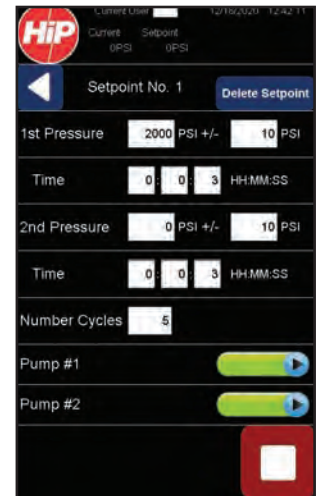 HiP
Current User 12/16/2020 12:42:11
Current Setpoint
0PSI 0PSI
Setpoint No. 1 Delete Setpoint
1st Pressure 2000 PSI +/- 10 PSI
Time 0 : 0 : 3 HH:MM:SS
2nd Pressure 0 PSI +/- 10 PSI
Time 0 : 0 : 3 HH:MM:SS
Number Cycles 5
Pump #1
Pump #2